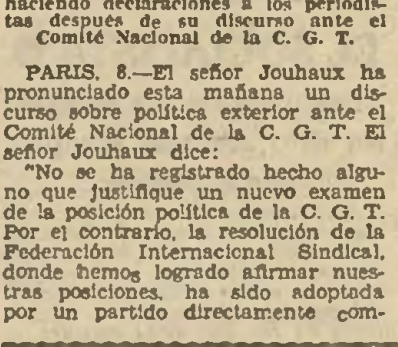 haciendo declaraciones a los periodis-
tas después de su discurso ante el
Comité Nacional de la C. G. T.
PARIS, 8.—El señor Jouhaux ha
pronunciado esta mañana un dis-
curso sobre política exterior ante el
Comité Nacional de la C. G. T. El
señor Jouhaux dice:
"No se ha registrado hecho algu-
no que justifique un nuevo examen
de la posición política de la C. G. T.
Por el contrario, la resolución de la
Federación Internacional Sindical,
donde hemos logrado afirmar nues-
tras posiciones, ha sido adoptada
por un partido directamente com-